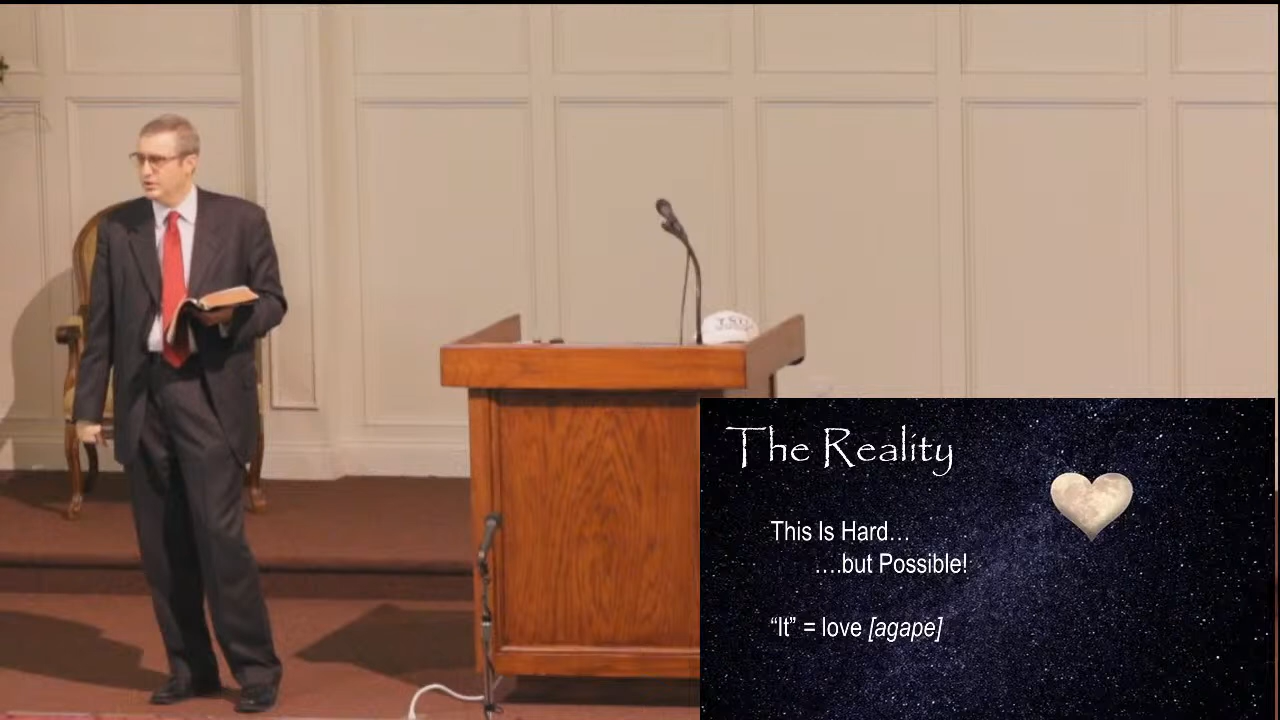 The Reality
This Is Hard…
….but Possible!
“It” = love [agape]